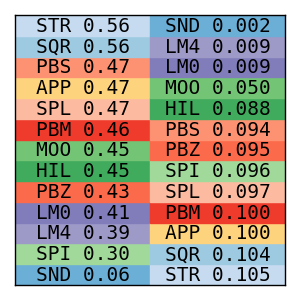 STR 0.56 SND 0.002
SQR 0.56 LM4 0.009
PBS 0.47 LM0 0.009
APP 0.47 MOO 0.050
SPL 0.47 HIL 0.088
PBM 0.46 PBS 0.094
MOO 0.45 PBZ 0.095
HIL 0.45 SPI 0.096
PBZ 0.43 SPL 0.097
LM0 0.41 PBM 0.100
LM4 0.39 APP 0.100
SPI 0.30 SQR 0.104
SND 0.06 STR 0.105